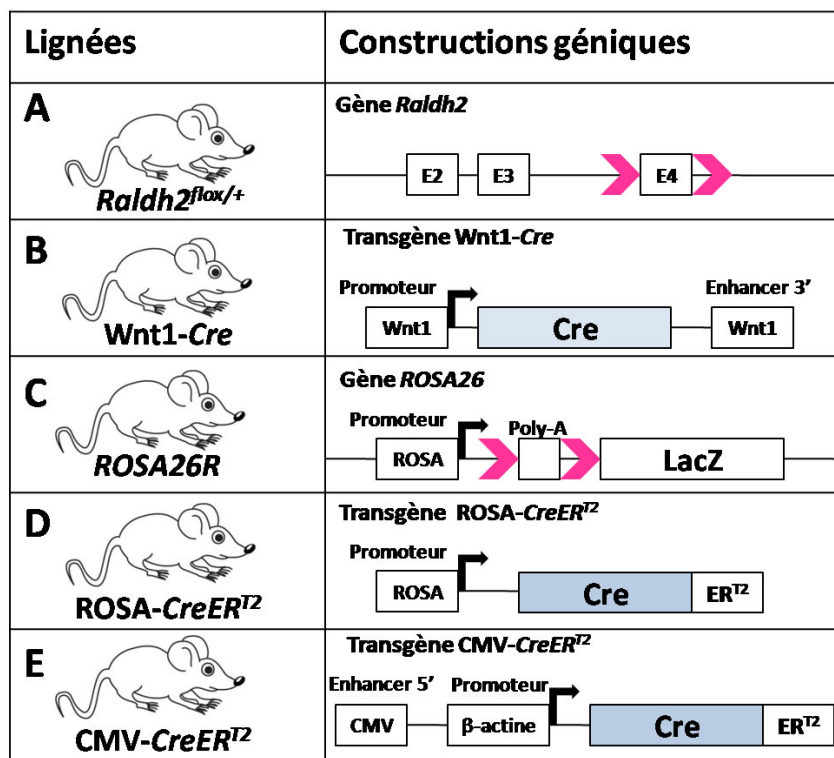 Lignées Constructions géniques
A
Raldh2flox/+
Gène Raldh2
E2 E3 E4
B
Wnt1-Cre
Transgène Wnt1-Cre
Promoteur Enhancer 3’
Wnt1 Cre Wnt1
C
ROSA26R
Gène ROSA26
Promoteur
Poly-A
ROSA LacZ
D
ROSA-CreERT2
Transgène ROSA-CreERT2
Promoteur
ROSA Cre ERT2
E
CMV-CreERT2
Transgène CMV-CreERT2
Enhancer 5’ Promoteur
CMV β-actine Cre ERT2